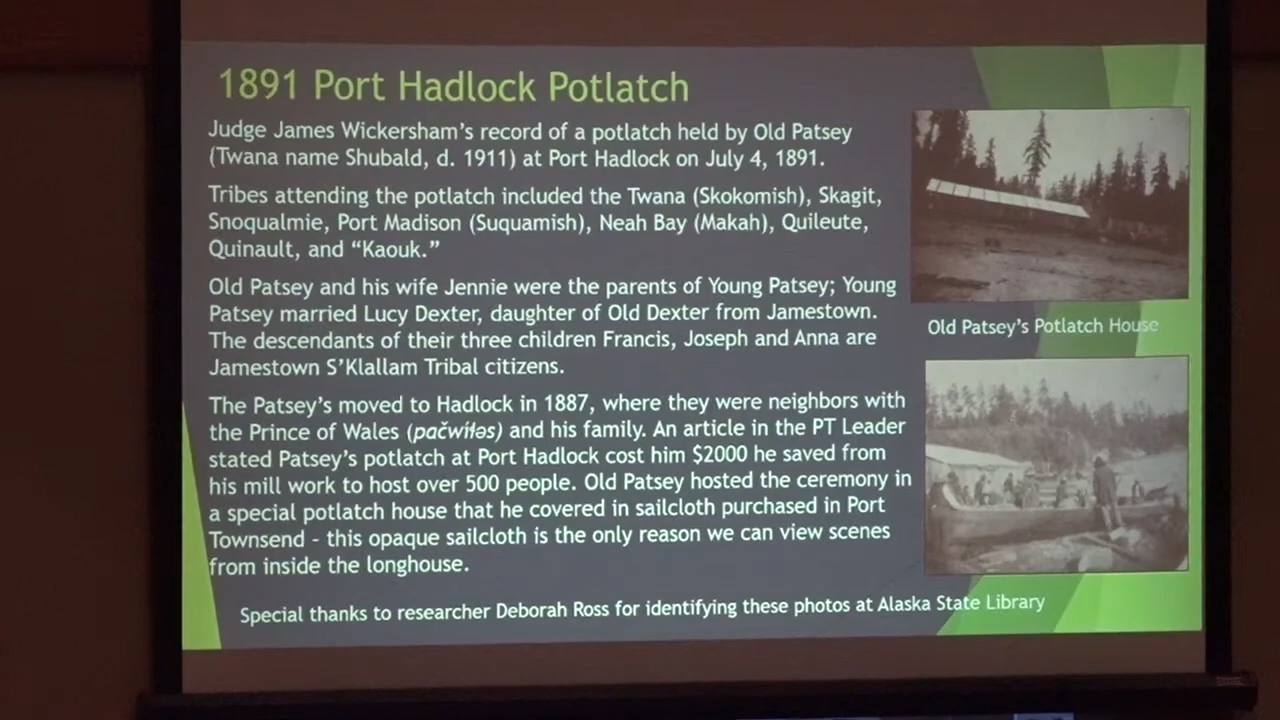 1891 Port Hadlock Potlatch
Judge James Wickersham's record of a potlatch held by Old Patsey
(Twana name Shubald, d. 1911) at Port Hadlock on July 4, 1891.
Tribes attending the potlatch included the Twana (Skokomish), Skagit,
Snoqualmie, Port Madison (Suquamish), Neah Bay (Makah), Quileute,
Quinault, and “Kaouk.”
Old Patsey and his wife Jennie were the parents of Young Patsey; Young
Patsey married Lucy Dexter, daughter of Old Dexter from Jamestown.
The descendants of their three children Francis, Joseph and Anna are
Jamestown S'Klallam Tribal citizens.
The Patsey's moved to Hadlock in 1887, where they were neighbors with
the Prince of Wales (pačwiɬəs) and his family. An article in the PT Leader
stated Patsey's potlatch at Port Hadlock cost him $2000 he saved from
his mill work to host over 500 people. Old Patsey hosted the ceremony in
a special potlatch house that he covered in sailcloth purchased in Port
Townsend - this opaque sailcloth is the only reason we can view scenes
from inside the longhouse.
Old Patsey's Potlatch House
Special thanks to researcher Deborah Ross for identifying these photos at Alaska State Library